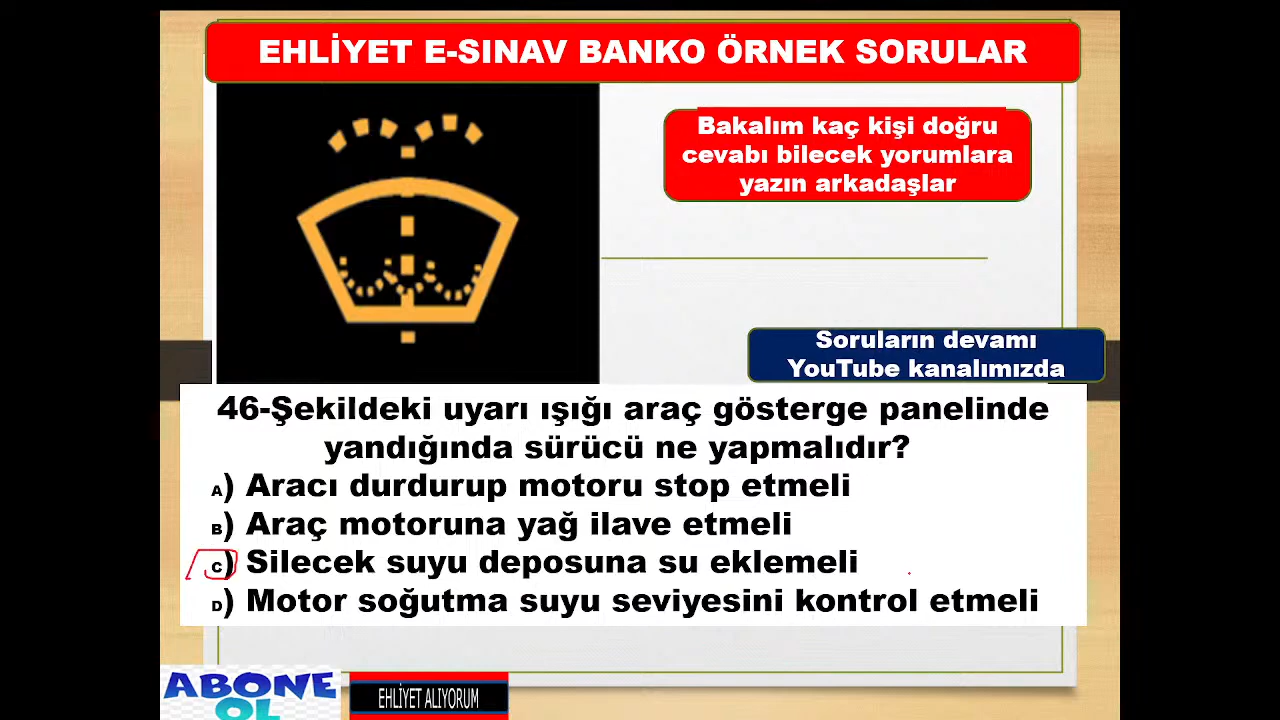 EHLİYET E-SINAV BANKO ÖRNEK SORULAR
Bakalım kaç kişi doğru
cevabı bilecek yorumlara
yazın arkadaşlar
Soruların devamı
YouTube kanalımızda
46-Şekildeki uyarı ışığı araç gösterge panelinde
yandığında sürücü ne yapmalıdır?
A) Aracı durdurup motoru stop etmeli
B) Araç motoruna yağ ilave etmeli
C) Silecek suyu deposuna su eklemeli
D) Motor soğutma suyu seviyesini kontrol etmeli
ABONE
OL
EHLİYET ALIYORUM